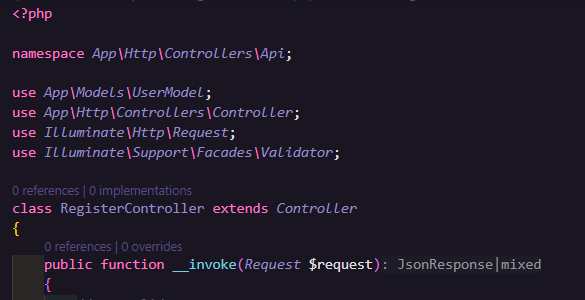 <?php
namespace App\Http\Controllers\Api;
use App\Models\UserModel;
use App\Http\Controllers\Controller;
use Illuminate\Http\Request;
use Illuminate\Support\Facades\Validator;
0 references | 0 implementations
class RegisterController extends Controller
{
0 references | 0 overrides
public function __invoke(Request $request): JsonResponse|mixed
{